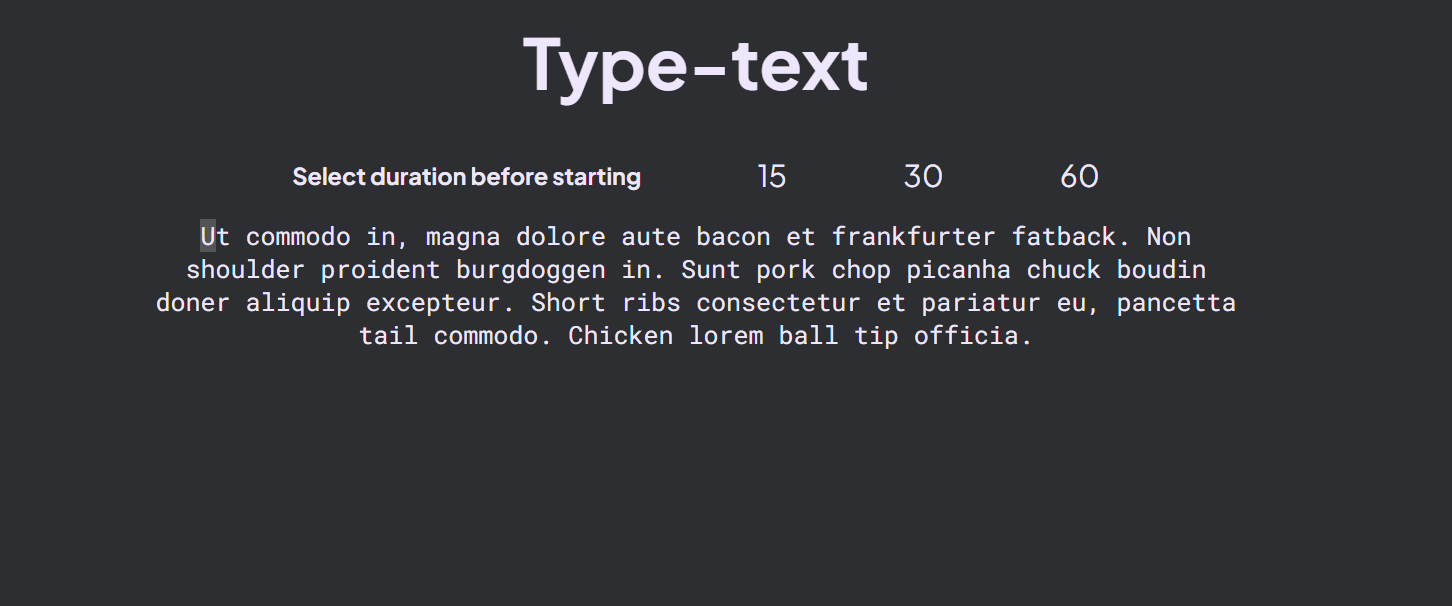 Type-text
Select duration before starting 15 30 60
Ut commodo in, magna dolore aute bacon et frankfurter fatback. Non
shoulder proident burgdoggen in. Sunt pork chop picanha chuck boudin
doner aliquip excepteur. Short ribs consectetur et pariatur eu, pancetta
tail commodo. Chicken lorem ball tip officia.